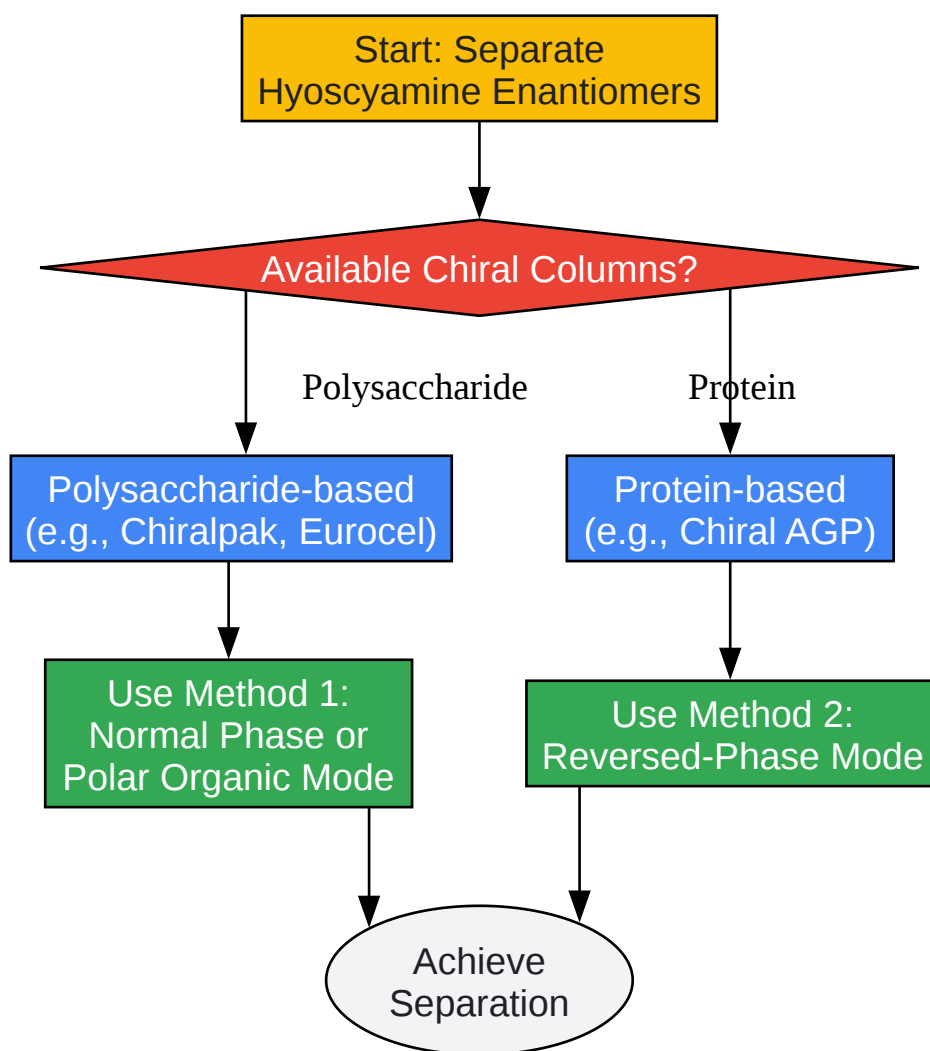 Start: Separate
Hyoscyamine Enantiomers
Available Chiral Columns?
Polysaccharide
Protein
Polysaccharide-based
(e.g., Chiralpak, Eurocel)
Protein-based
(e.g., Chiral AGP)
Use Method 1:
Normal Phase or
Polar Organic Mode
Use Method 2:
Reversed-Phase Mode
Achieve
Separation